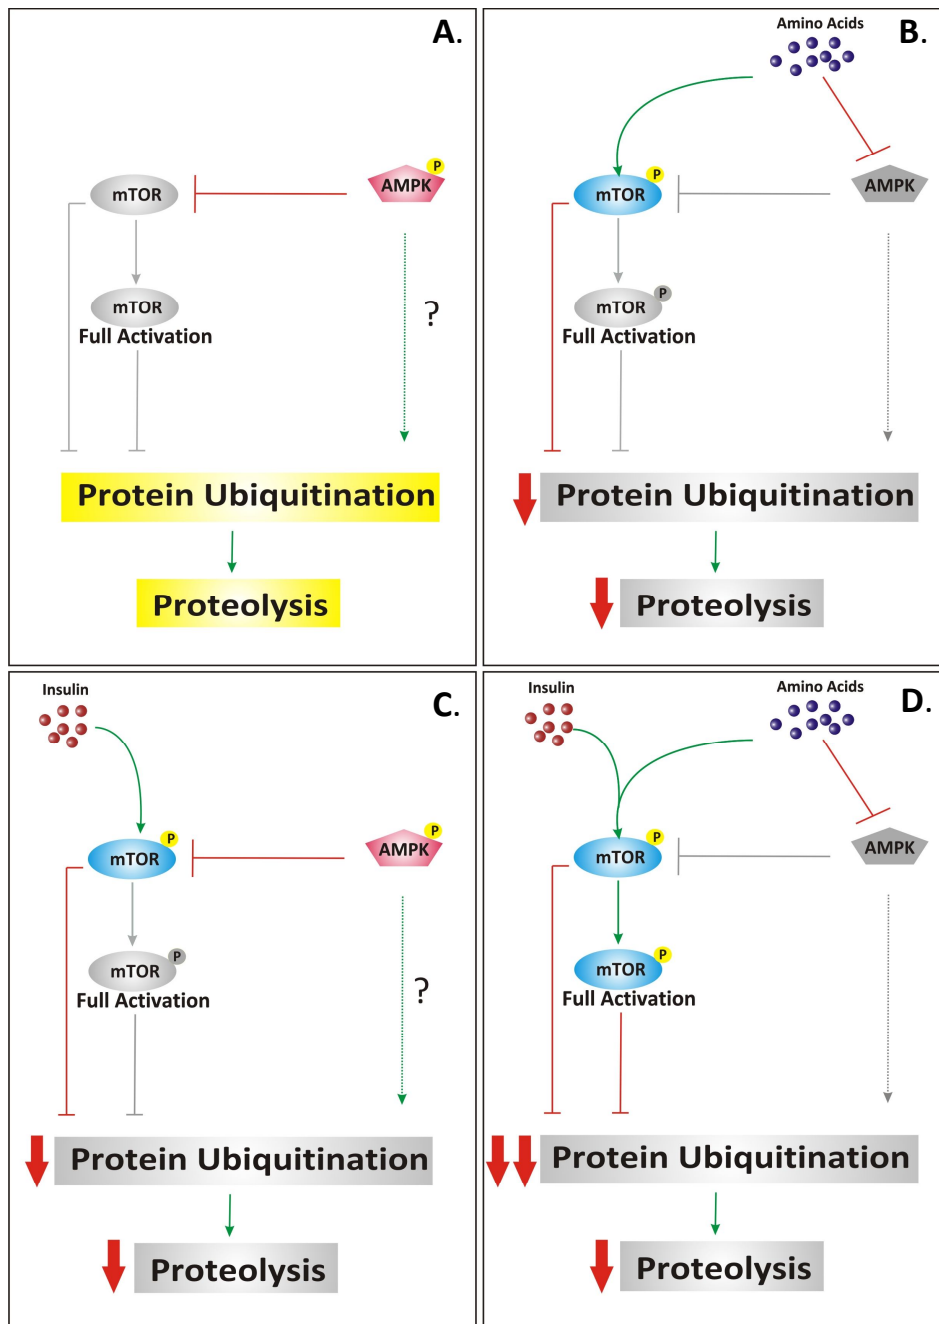 A.
P
AMPK
mTOR
mTOR
Full Activation
?
Protein Ubiquitination
Proteolysis
B.
Amino Acids
P
mTOR
AMPK
P
mTOR
Full Activation
Protein Ubiquitination
Proteolysis
C.
Insulin
P
mTOR
P
AMPK
P
mTOR
Full Activation
?
Protein Ubiquitination
Proteolysis
D.
Insulin
Amino Acids
P
mTOR
AMPK
P
mTOR
Full Activation
Protein Ubiquitination
Proteolysis